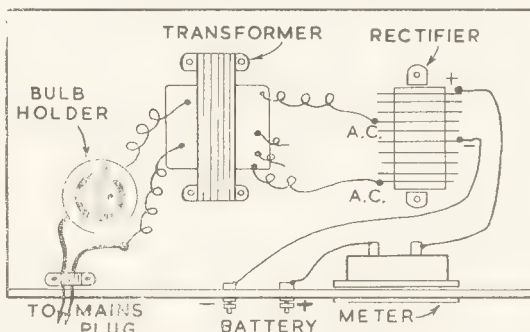 TRANSFORMER
RECTIFIER
BULB
HOLDER
+
A.C.
−
A.C.
TO MAINS
PLUG
−
+
BATTERY
METER